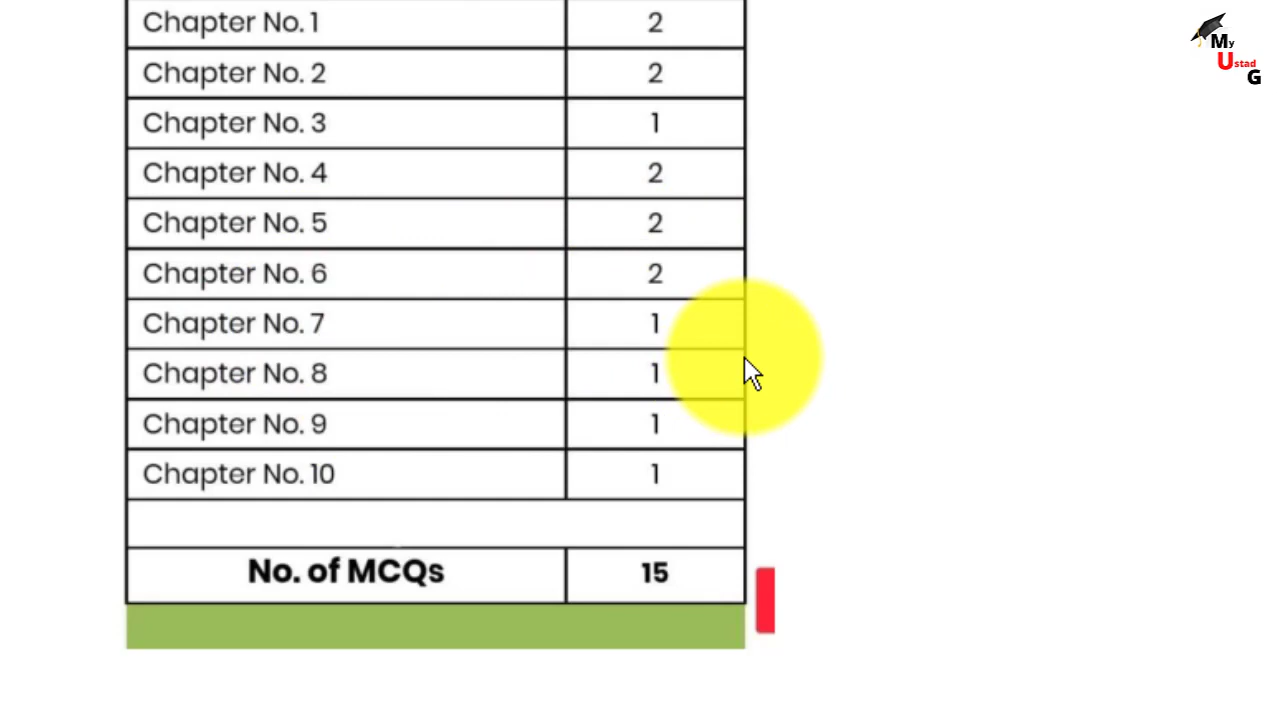 Chapter No. 1 2
Chapter No. 2 2
Chapter No. 3 1
Chapter No. 4 2
Chapter No. 5 2
Chapter No. 6 2
Chapter No. 7 1
Chapter No. 8 1
Chapter No. 9 1
Chapter No. 10 1
No. of MCQs 15
My
Ustad
G